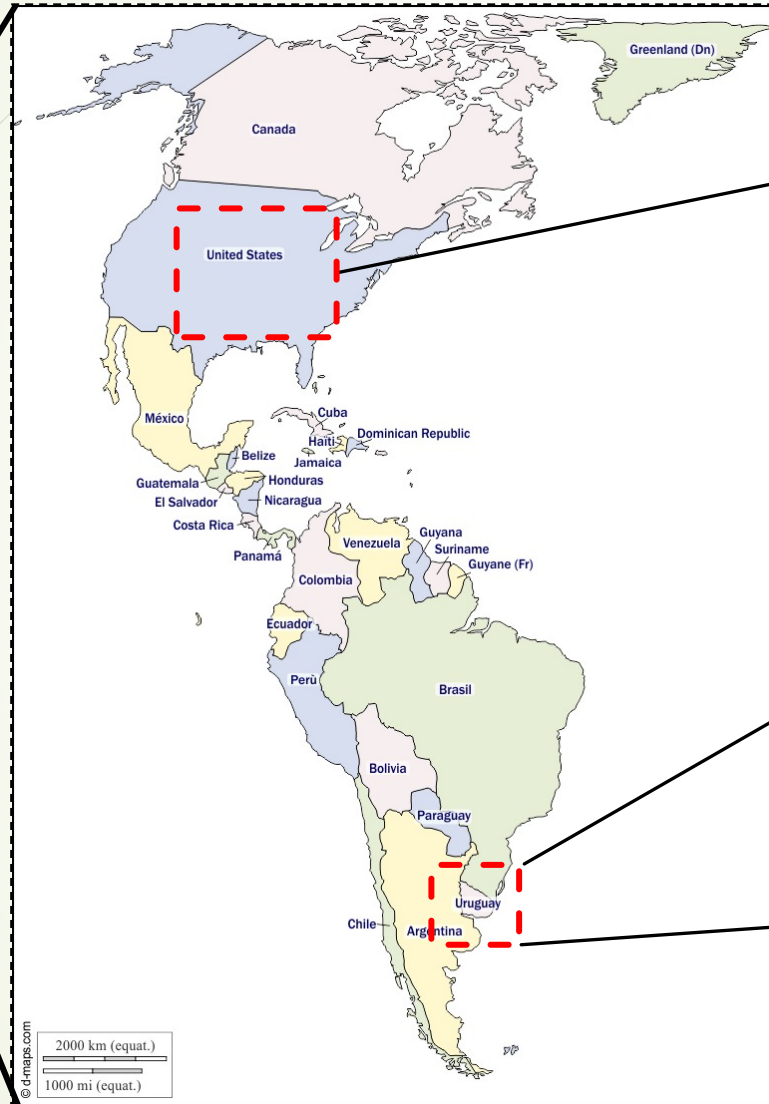 Greenland (Dn)
Canada
United States
México
Cuba
Haïti
Dominican Republic
Jamaica
Belize
Guatemala
Honduras
El Salvador
Nicaragua
Costa Rica
Panamá
Venezuela
Guyana
Suriname
Guyane (Fr)
Colombia
Ecuador
Perù
Brasil
Bolivia
Paraguay
Uruguay
Chile
Argentina
© d-maps.com
2000 km (equat.)
1000 mi (equat.)